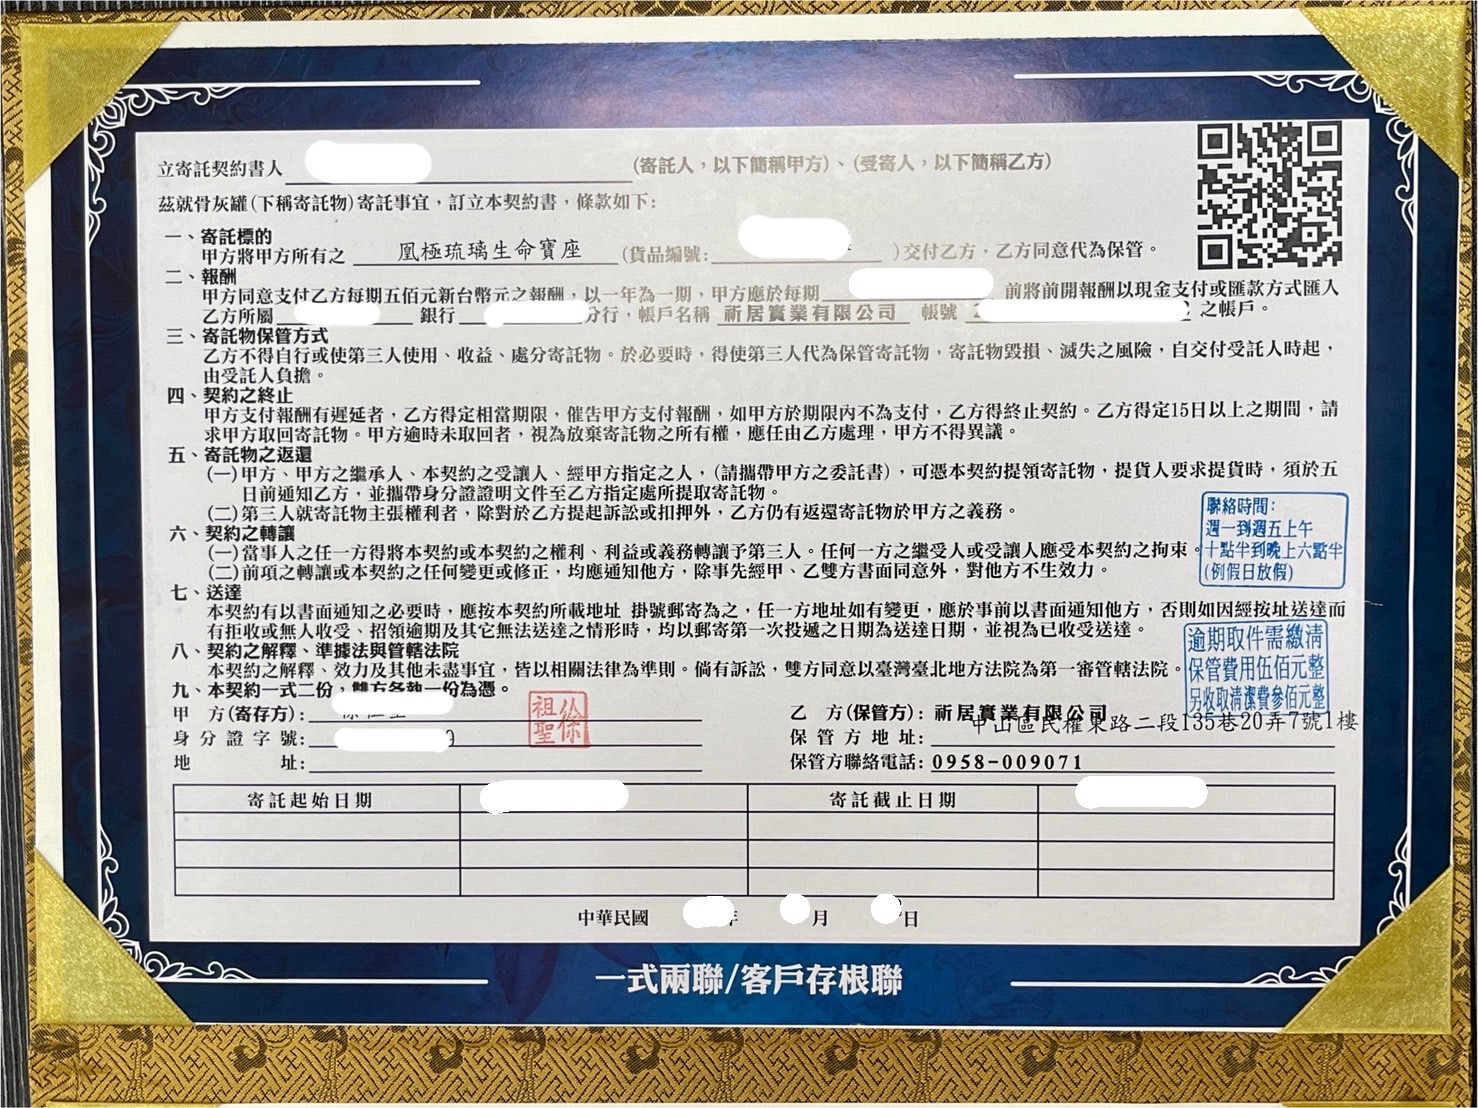 立寄託契約書人 (寄託人，以下簡稱甲方)、(受寄人，以下簡稱乙方)
茲就骨灰罐(下稱寄託物)寄託事宜，訂立本契約書，條款如下:
一、寄託標的
甲方將甲方所有之 凰極琉璃生命寶座 (貨品編號: )交付乙方，乙方同意代為保管。
二、報酬
甲方同意支付乙方每期五佰元新台幣元之報酬，以一年為一期，甲方應於每期 前將前開報酬以現金支付或匯款方式匯入
乙方所屬 銀行 分行，帳戶名稱 祈居實業有限公司 帳號 之帳戶。
三、寄託物保管方式
乙方不得自行或使第三人使用、收益、處分寄託物。於必要時，得使第三人代為保管寄託物，寄託物毀損、滅失之風險，自交付受託人時起，
由受託人負擔。
四、契約之終止
甲方支付報酬有遲延者，乙方得定相當期限，催告甲方支付報酬，如甲方於期限內不為支付，乙方得終止契約。乙方得定15日以上之期間，請
求甲方取回寄託物。甲方逾時未取回者，視為放棄寄託物之所有權，應任由乙方處理，甲方不得異議。
五、寄託物之返還
(一)甲方、甲方之繼承人、本契約之受讓人、經甲方指定之人，(請攜帶甲方之委託書)，可憑本契約提領寄託物，提貨人要求提貨時，須於五
日前通知乙方，並攜帶身分證證明文件至乙方指定處所提取寄託物。
(二)第三人就寄託物主張權利者，除對於乙方提起訴訟或扣押外，乙方仍有返還寄託物於甲方之義務。
六、契約之轉讓
(一)當事人之任一方得將本契約或本契約之權利、利益或義務轉讓予第三人。任何一方之繼受人或受讓人應受本契約之拘束。
(二)前項之轉讓或本契約之任何變更或修正，均應通知他方，除事先經甲、乙雙方書面同意外，對他方不生效力。
聯絡時間:
週一到週五上午
十點半到晚上六點半
(例假日放假)
七、送達
本契約有以書面通知之必要時，應按本契約所載地址 掛號郵寄為之，任一方地址如有變更，應於事前以書面通知他方，否則如因經按址送達而
有拒收或無人收受、招領逾期及其它無法送達之情形時，均以郵寄第一次投遞之日期為送達日期，並視為已收受送達。
八、契約之解釋、準據法與管轄法院
本契約之解釋、效力及其他未盡事宜，皆以相關法律為準則。倘有訴訟，雙方同意以臺灣臺北地方法院為第一審管轄法院。
逾期取件需繳清
保管費用伍佰元整
另收取清潔費參佰元整
九、本契約一式二份，雙方各執一份為憑。
甲 方(寄存方):
徐祖聖
身分證字號:
地 址:
乙 方(保管方): 祈居實業有限公司
保管方地址: 中山區民權東路二段135巷20弄7號1樓
保管方聯絡電話: 0958-009071
寄託起始日期 寄託截止日期
中華民國 年 月 日
一式兩聯/客戶存根聯